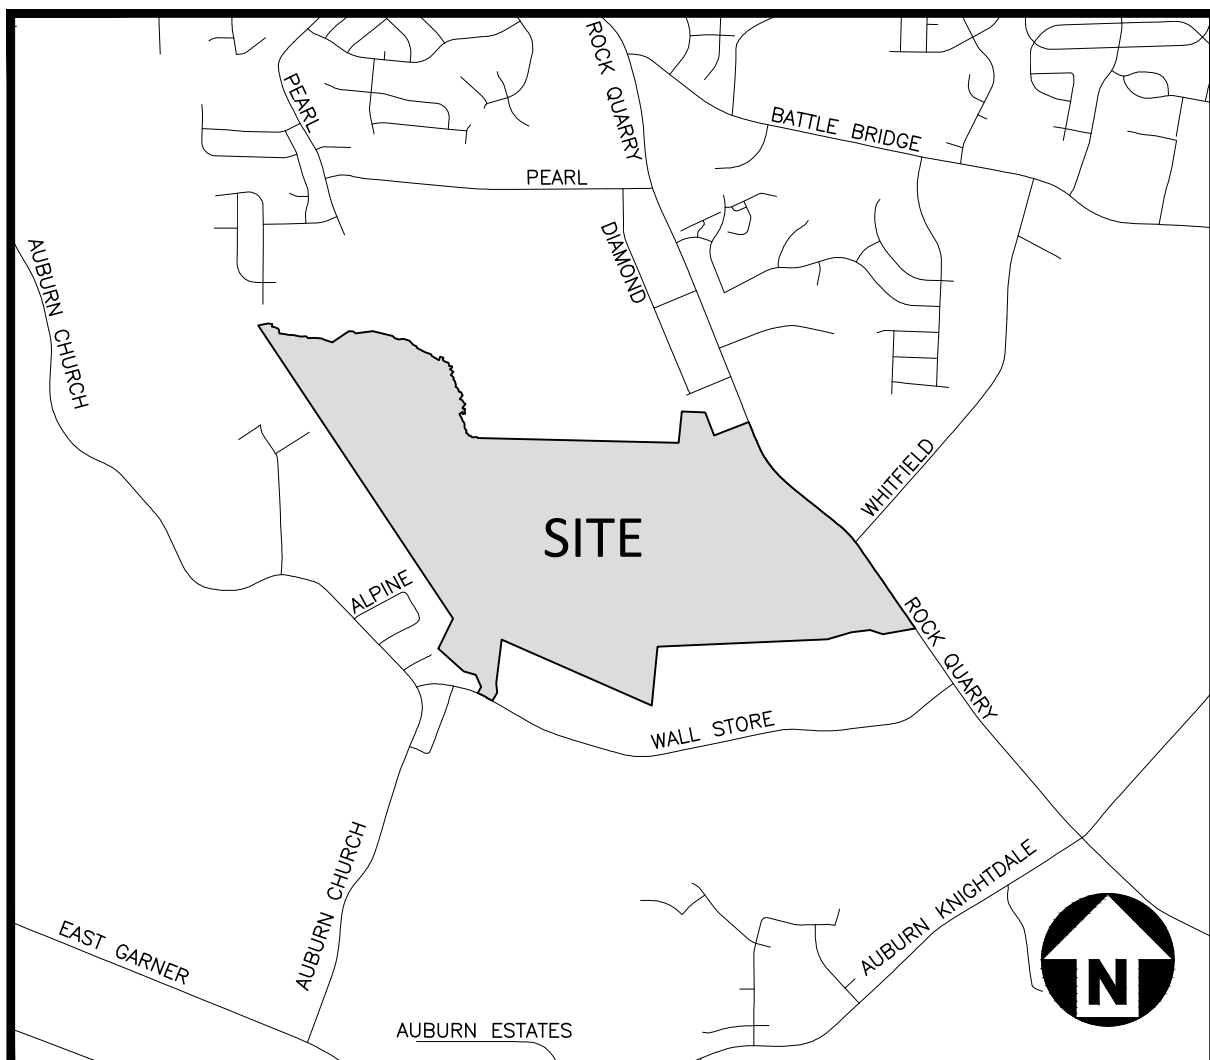 ROCK QUARRY
PEARL
BATTLE BRIDGE
PEARL
DIAMOND
AUBURN CHURCH
WHITFIELD
SITE
ALPINE
ROCK QUARRY
WALL STORE
AUBURN CHURCH
AUBURN KNIGHTDALE
EAST GARNER
N
AUBURN ESTATES